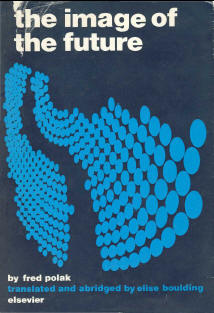 the image of
the future
by fred polak
translated and abridged by elise boulding
elsevier